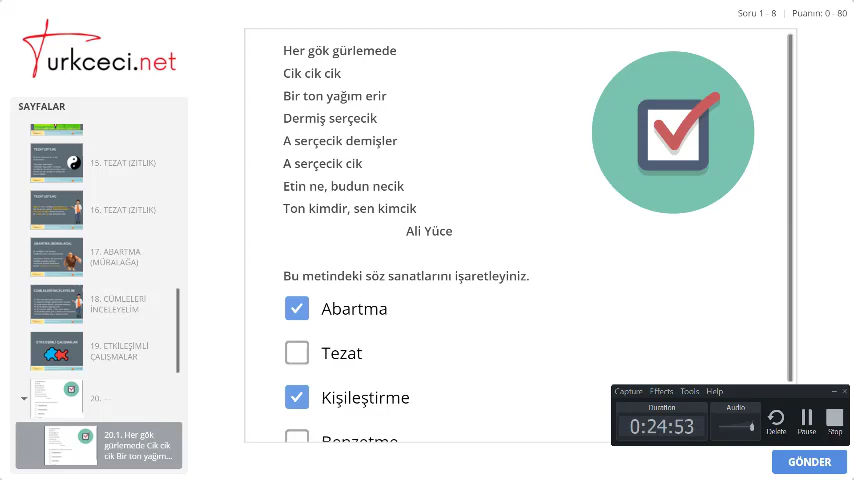 Soru 1 - 8 | Puanın: 0 - 80
Turkceci.net
SAYFALAR
15. TEZAT (ZITLIK)
16. TEZAT (ZITLIK)
17. ABARTMA
(MÜBALAĞA)
18. CÜMLELERİ
İNCELEYELİM
19. ETKİLEŞİMLİ
ÇALIŞMALAR
20. ...
20.1. Her gök
gürlemede Cik cik
cik Bir ton yağım...
Her gök gürlemede
Cik cik cik
Bir ton yağım erir
Dermiş serçecik
A serçecik demişler
A serçecik cik
Etin ne, budun necik
Ton kimdir, sen kimcik
Ali Yüce
Bu metindeki söz sanatlarını işaretleyiniz.
Abartma
Tezat
Kişileştirme
Benzetme
Capture Effects Tools Help
Duration
0:24:53
Audio
Delete Pause Stop
GÖNDER